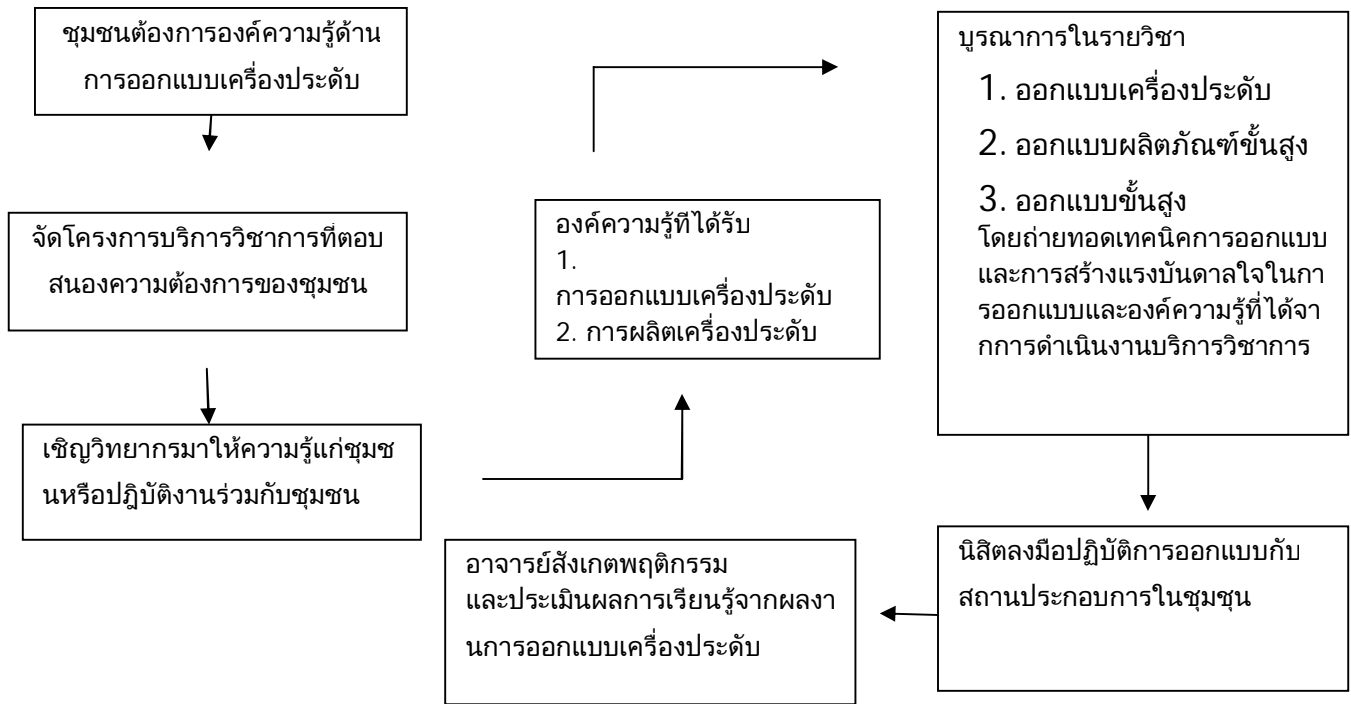 ชุมชนต้องการองค์ความรู้ด้าน
การออกแบบเครื่องประดับ
จัดโครงการบริการวิชาการที่ตอบ
สนองความต้องการของชุมชน
เชิญวิทยากรมาให้ความรู้แก่ชุมช
นหรือปฎิบัติงานร่วมกับชุมชน
องค์ความรู้ทีได้รับ
1.
การออกแบบเครื่องประดับ
2. การผลิตเครื่องประดับ
บูรณาการในรายวิชา
1. ออกแบบเครื่องประดับ
2. ออกแบบผลิตภัณฑ์ขั้นสูง
3. ออกแบบขั้นสูง
โดยถ่ายทอดเทคนิคการออกแบบ
และการสร้างแรงบันดาลใจในกา
รออกแบบและองค์ความรู้ที่ได้จา
กการดำเนินงานบริการวิชาการ
นิสิตลงมือปฏิบัติการออกแบบกับ
สถานประกอบการในชุมชุน
อาจารย์สังเกตพฤติกรรม
และประเมินผลการเรียนรู้จากผลงา
นการออกแบบเครื่องประดับ